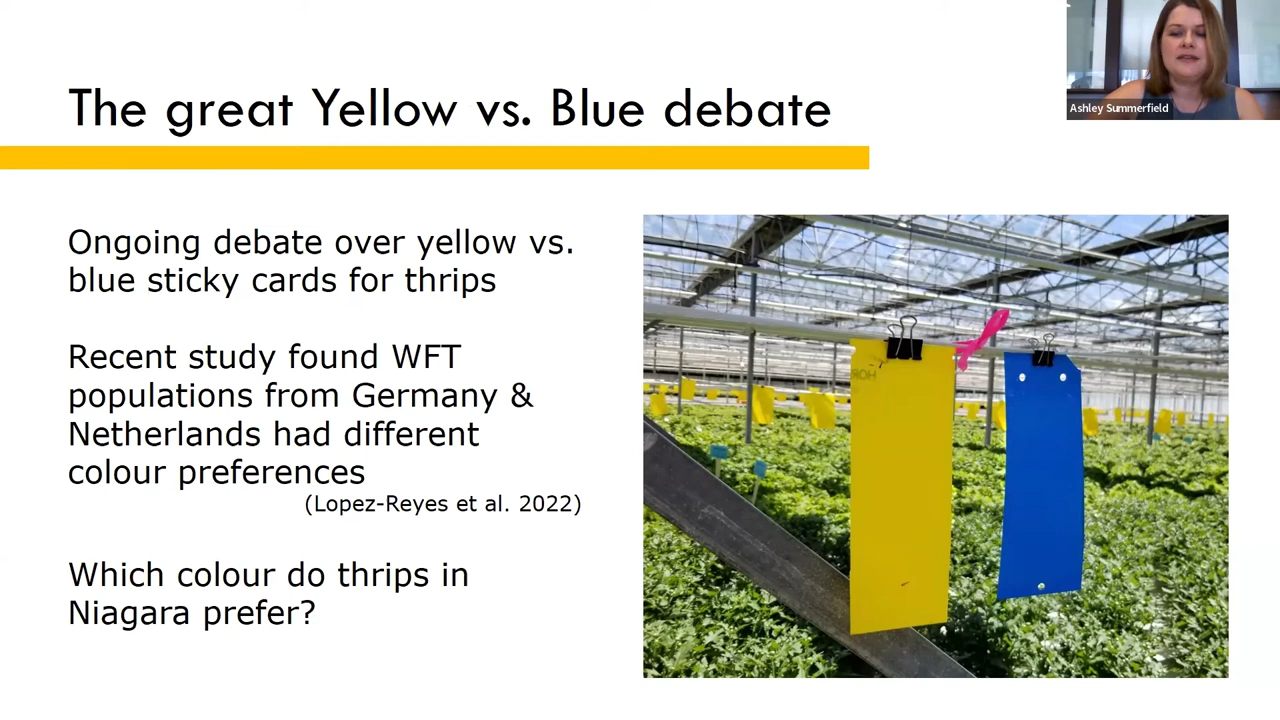 The great Yellow vs. Blue debate
Ashley Summerfield
Ongoing debate over yellow vs.
blue sticky cards for thrips
Recent study found WFT
populations from Germany &
Netherlands had different
colour preferences
(Lopez-Reyes et al. 2022)
Which colour do thrips in
Niagara prefer?